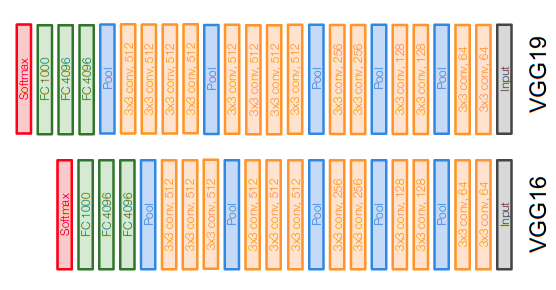 Softmax
FC 1000
FC 4096
FC 4096
Pool
3x3 conv, 512
3x3 conv, 512
3x3 conv, 512
3x3 conv, 512
Pool
3x3 conv, 512
3x3 conv, 512
3x3 conv, 512
3x3 conv, 512
Pool
3x3 conv, 256
3x3 conv, 256
Pool
3x3 conv, 128
3x3 conv, 128
Pool
3x3 conv, 64
3x3 conv, 64
Input
VGG19
Softmax
FC 1000
FC 4096
FC 4096
Pool
3x3 conv, 512
3x3 conv, 512
3x3 conv, 512
Pool
3x3 conv, 512
3x3 conv, 512
3x3 conv, 512
Pool
3x3 conv, 256
3x3 conv, 256
Pool
3x3 conv, 128
3x3 conv, 128
Pool
3x3 conv, 64
3x3 conv, 64
Input
VGG16